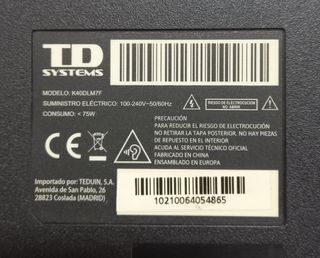 TD
SYSTEMS
MODELO: K40DLM7F
SUMINISTRO ELÉCTRICO: 100-240V~50/60Hz
CONSUMO: < 75W
RIESGO DE ELECTROCUCIÓN
NO ABRIR
PRECAUCIÓN
PARA REDUCIR EL RIESGO DE ELECTROCUCIÓN
NO RETIRAR LA TAPA POSTERIOR. NO HAY PIEZAS
DE REPUESTO EN EL INTERIOR
ACUDA AL SERVICIO TÉCNICO OFICIAL
FABRICADO EN CHINA
ENSAMBLADO EN EUROPA
CE
Importado por: TEDUIN, S.A.
Avenida de San Pablo, 26
28823 Coslada (MADRID)
10210064054865